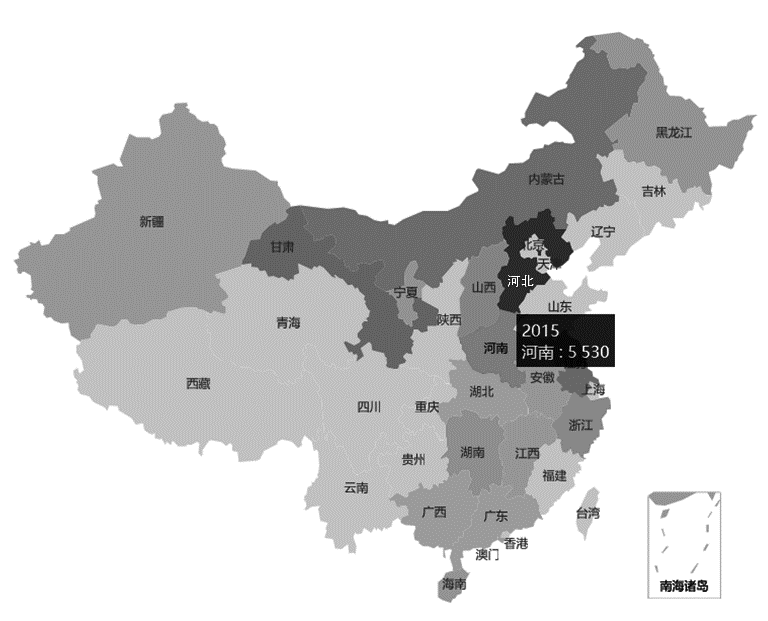 黑龙江
内蒙古
吉林
新疆
辽宁
甘肃
北京
天津
河北
山西
宁夏
山东
陕西
青海
2015
河南
河南 : 5 530
安徽
西藏
上海
湖北
四川
重庆
浙江
湖南
江西
贵州
福建
云南
广西
广东
台湾
香港
澳门
海南
南海诸岛